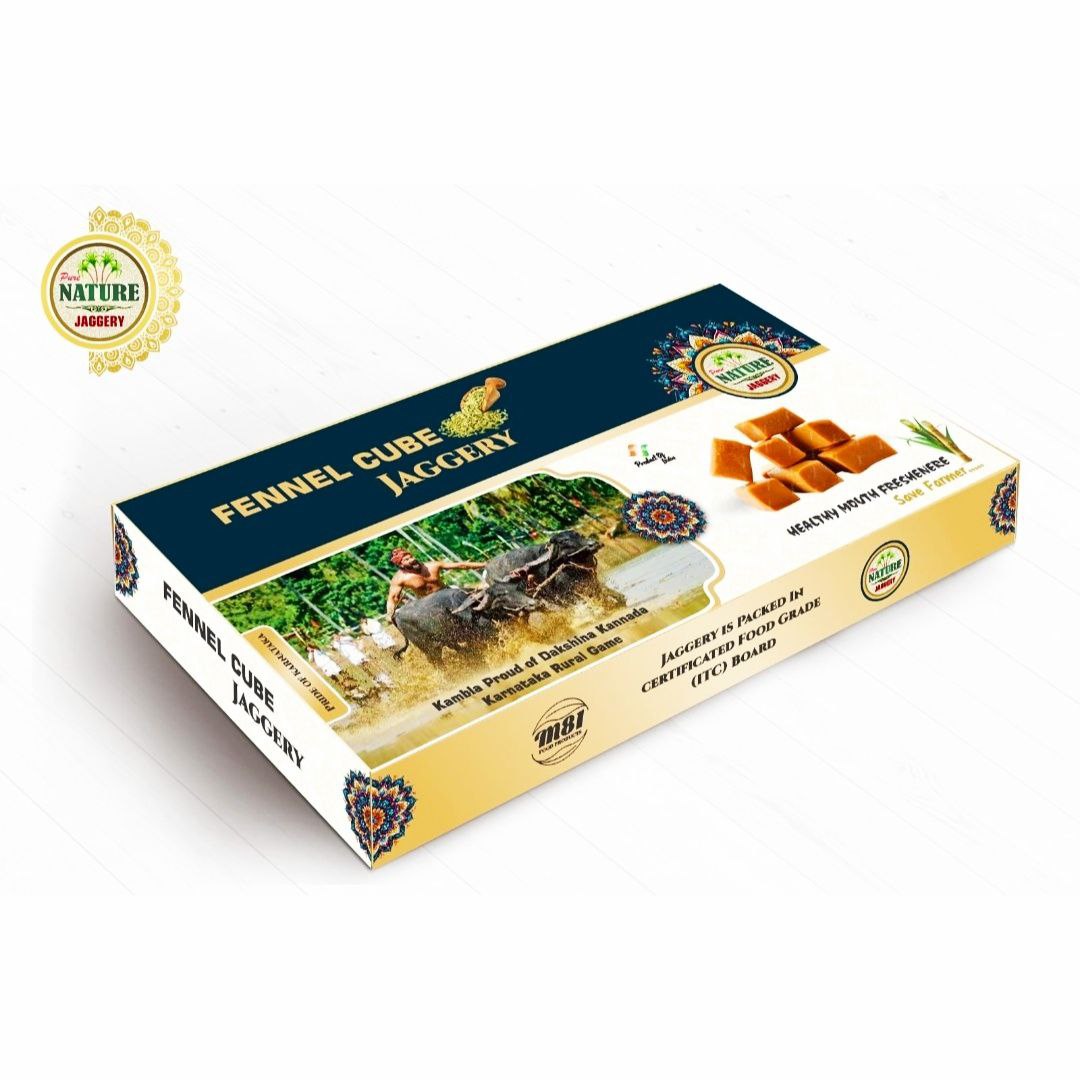 Pure
NATURE
JAGGERY
FENNEL CUBE
JAGGERY
Pure
NATURE
JAGGERY
Product Of
India
HEALTHY MOUTH FRESHENERE
Save Farmer......
PRIDE OF KARNATAKA
Kambla Proud of Dakshina Kannada
Karnataka Rural Game
FENNEL CUBE
JAGGERY
M81
FOOD PRODUCTS
JAGGERY IS PACKED IN
CERTIFICATED FOOD GRADE
(ITC) BOARD
Pure
NATURE
JAGGERY